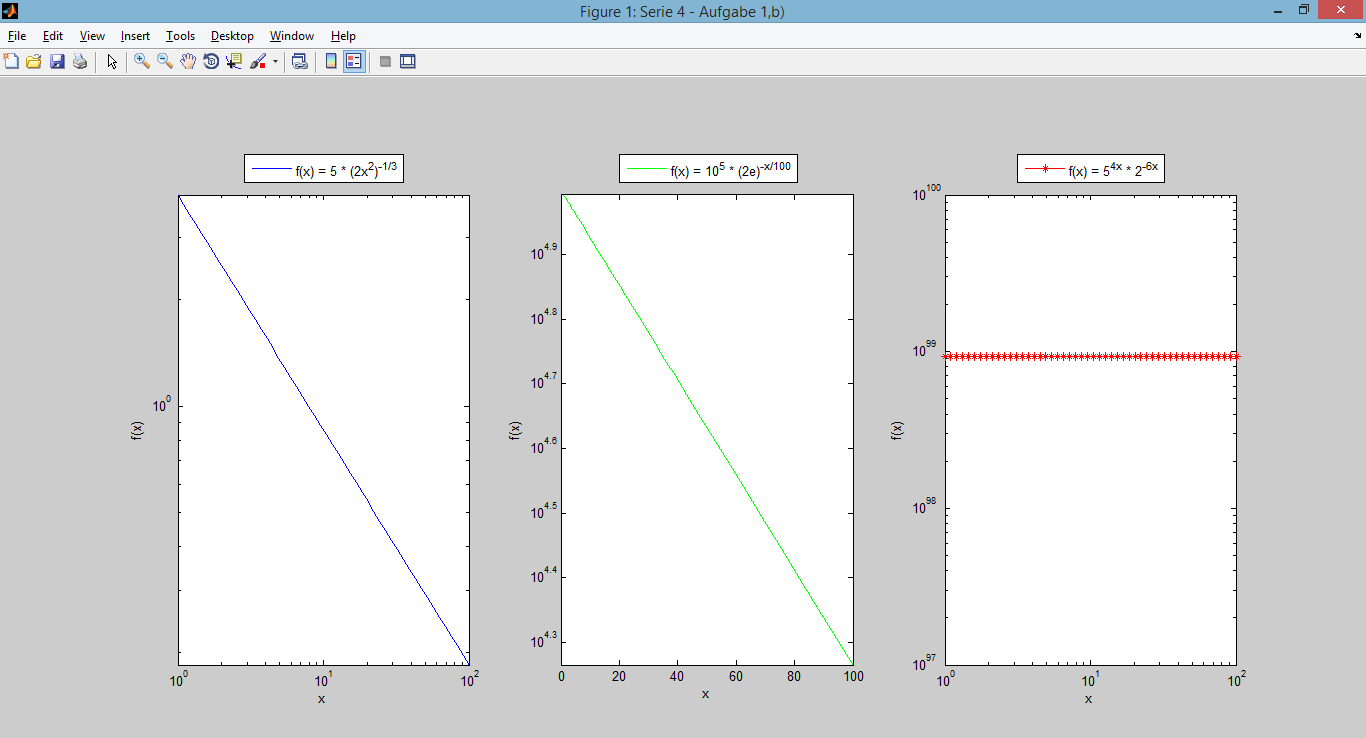 Figure 1: Serie 4 - Aufgabe 1,b)
File Edit View Insert Tools Desktop Window Help
f(x) = 5 * (2x^2)^-1/3
10^0
f(x)
10^0 10^1 10^2
x
f(x) = 10^5 * (2e)^-x/100
10^4.9
10^4.8
10^4.7
10^4.6
10^4.5
10^4.4
10^4.3
f(x)
0 20 40 60 80 100
x
f(x) = 5^4x * 2^-6x
10^100
10^99
10^98
10^97
f(x)
10^0 10^1 10^2
x